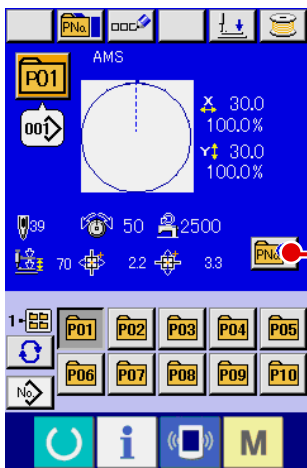 PNo.
AMS
P01
001
X 30.0
100.0%
Y 30.0
100.0%
39 50 2500
70 2.2 3.3
PNo.
1- P01 P02 P03 P04 P05
P06 P07 P08 P09 P10
No.
i M